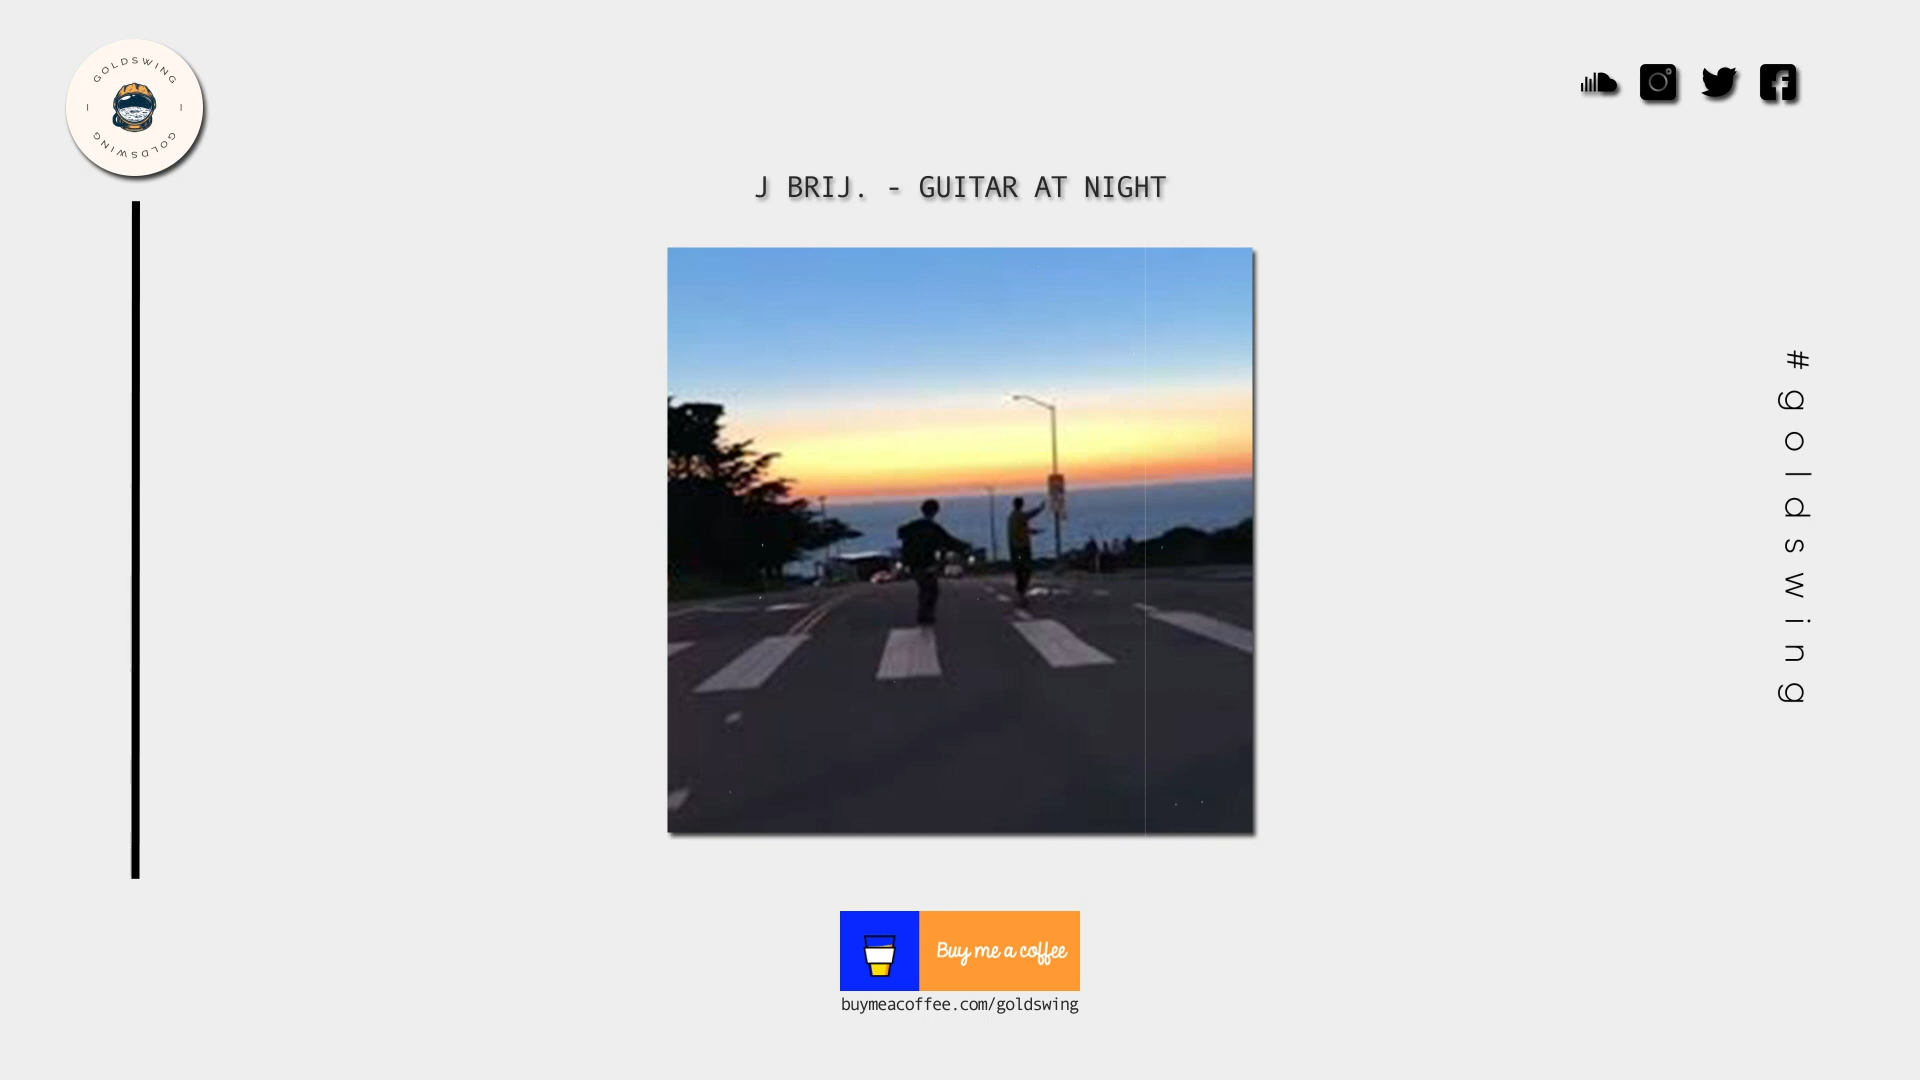 GOLDSWING
GOLDSWING
J BRIJ. - GUITAR AT NIGHT
#goldswing
Buy me a coffee
buymeacoffee.com/goldswing